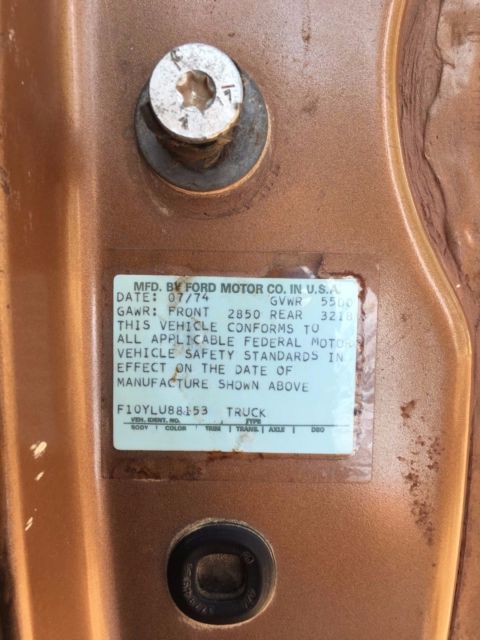 MFD. BY FORD MOTOR CO. IN U.S.A.
DATE: 07/74 GVWR 5500
GAWR: FRONT 2850 REAR 3218
THIS VEHICLE CONFORMS TO
ALL APPLICABLE FEDERAL MOTOR
VEHICLE SAFETY STANDARDS IN
EFFECT ON THE DATE OF
MANUFACTURE SHOWN ABOVE
F10YLU88153 TRUCK
VEH. IDENT. NO. TYPE
BODY COLOR TRIM TRANS. AXLE DSO